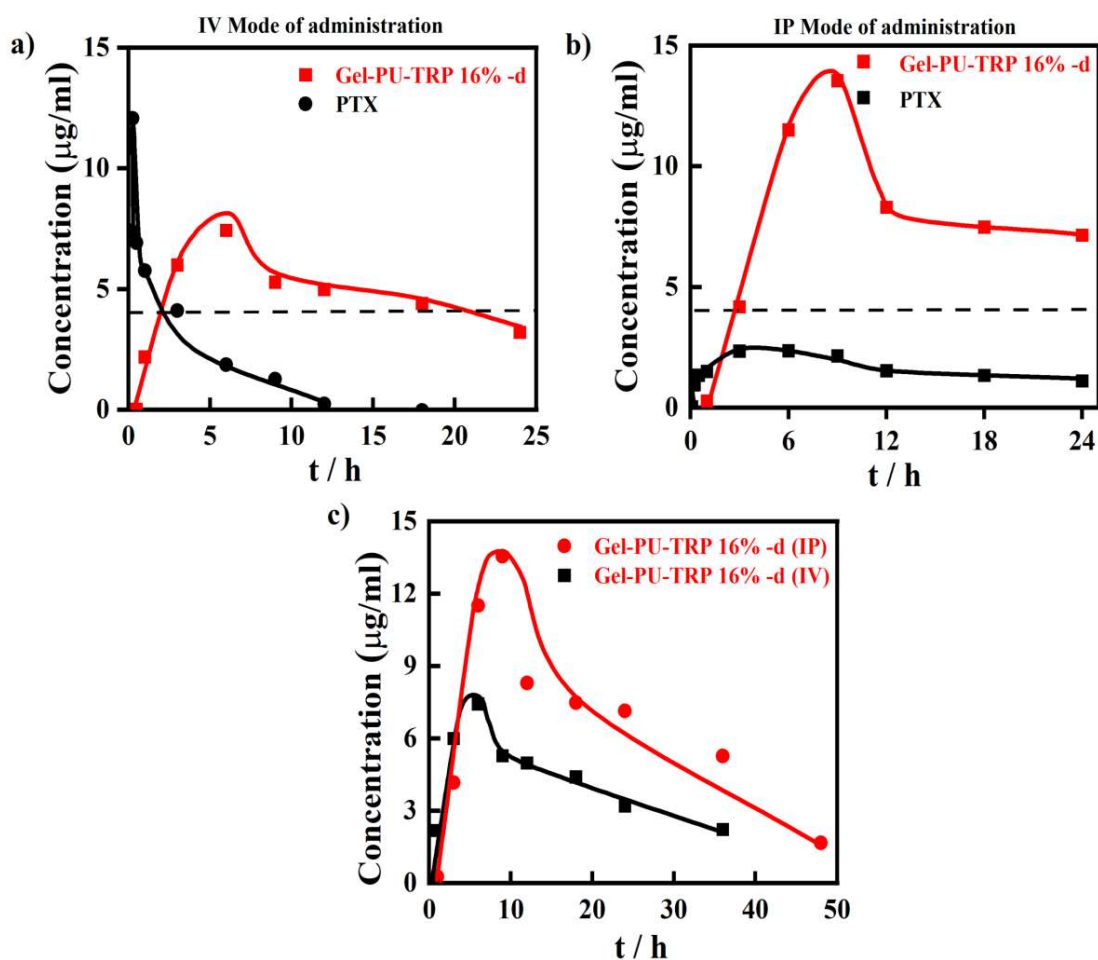 a)
IV Mode of administration
15
10
5
0
Concentration (μg/ml)
Gel-PU-TRP 16% -d
PTX
0 5 10 15 20 25
t / h
b)
IP Mode of administration
15
10
5
0
Concentration (μg/ml)
Gel-PU-TRP 16% -d
PTX
0 6 12 18 24
t / h
c)
15
12
9
6
3
0
Concentration (μg/ml)
Gel-PU-TRP 16% -d (IP)
Gel-PU-TRP 16% -d (IV)
0 10 20 30 40 50
t / h